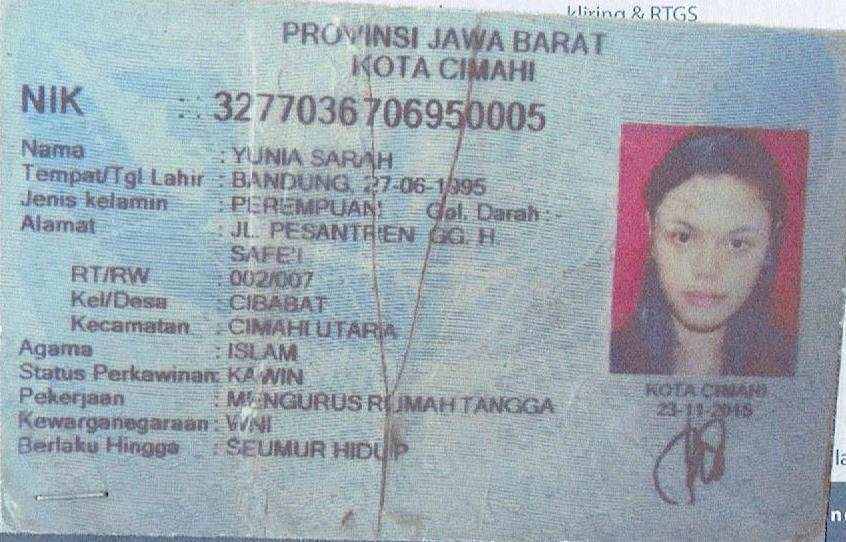 kliring & RTGS
PROVINSI JAWA BARAT
KOTA CIMAHI
NIK : 3277036706950005
Nama : YUNIA SARAH
Tempat/Tgl Lahir : BANDUNG, 27-06-1995
Jenis kelamin : PEREMPUAN Gol. Darah : -
Alamat : JL. PESANTREN GG. H.
SAFE'I
RT/RW : 002/007
Kel/Desa : CIBABAT
Kecamatan : CIMAHI UTARA
Agama : ISLAM
Status Perkawinan: KAWIN
Pekerjaan : MENGURUS RUMAH TANGGA
Kewarganegaraan : WNI
Berlaku Hingga : SEUMUR HIDUP
KOTA CIMAHI
23-11-2015